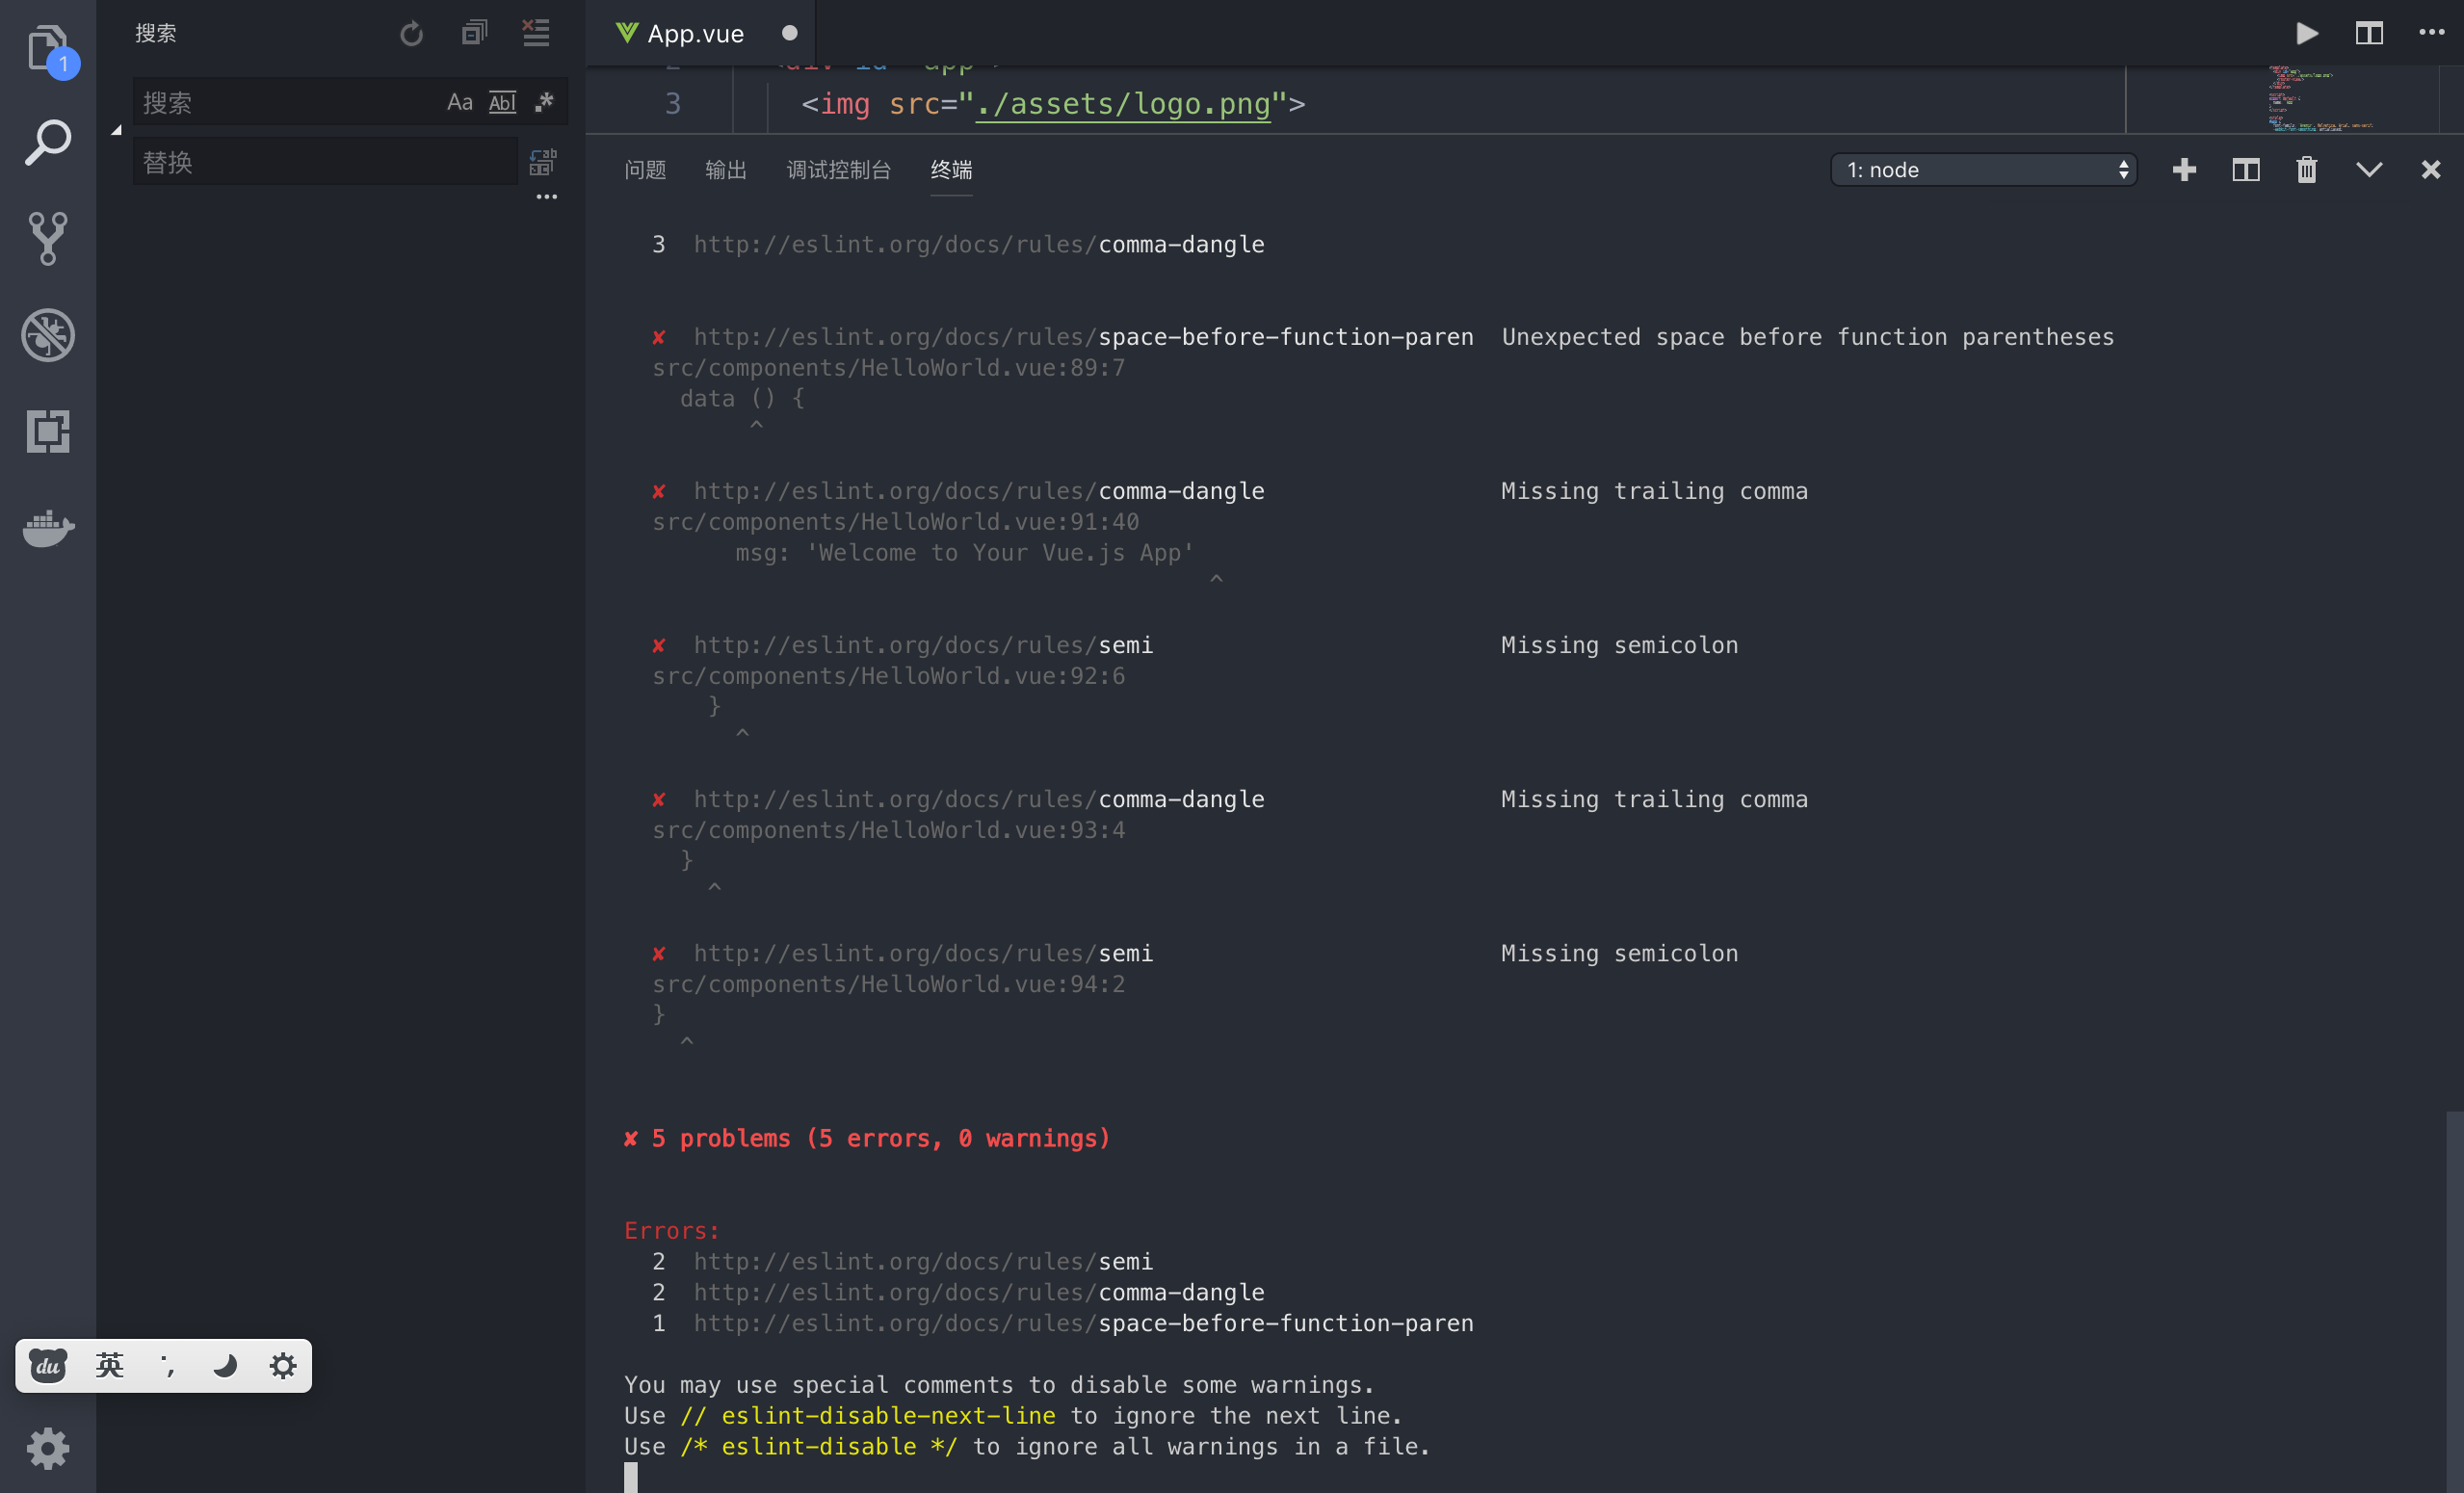 1
搜索
搜索
Aa
Abl
替换
App.vue
3 <img src="./assets/logo.png">
问题 输出 调试控制台 终端
1: node
3 http://eslint.org/docs/rules/comma-dangle
✘ http://eslint.org/docs/rules/space-before-function-paren Unexpected space before function parentheses
src/components/HelloWorld.vue:89:7
data () {
^
✘ http://eslint.org/docs/rules/comma-dangle Missing trailing comma
src/components/HelloWorld.vue:91:40
msg: 'Welcome to Your Vue.js App'
^
✘ http://eslint.org/docs/rules/semi Missing semicolon
src/components/HelloWorld.vue:92:6
}
^
✘ http://eslint.org/docs/rules/comma-dangle Missing trailing comma
src/components/HelloWorld.vue:93:4
}
^
✘ http://eslint.org/docs/rules/semi Missing semicolon
src/components/HelloWorld.vue:94:2
}
^
✘ 5 problems (5 errors, 0 warnings)
Errors:
2 http://eslint.org/docs/rules/semi
2 http://eslint.org/docs/rules/comma-dangle
1 http://eslint.org/docs/rules/space-before-function-paren
You may use special comments to disable some warnings.
Use // eslint-disable-next-line to ignore the next line.
Use /* eslint-disable */ to ignore all warnings in a file.
du 英